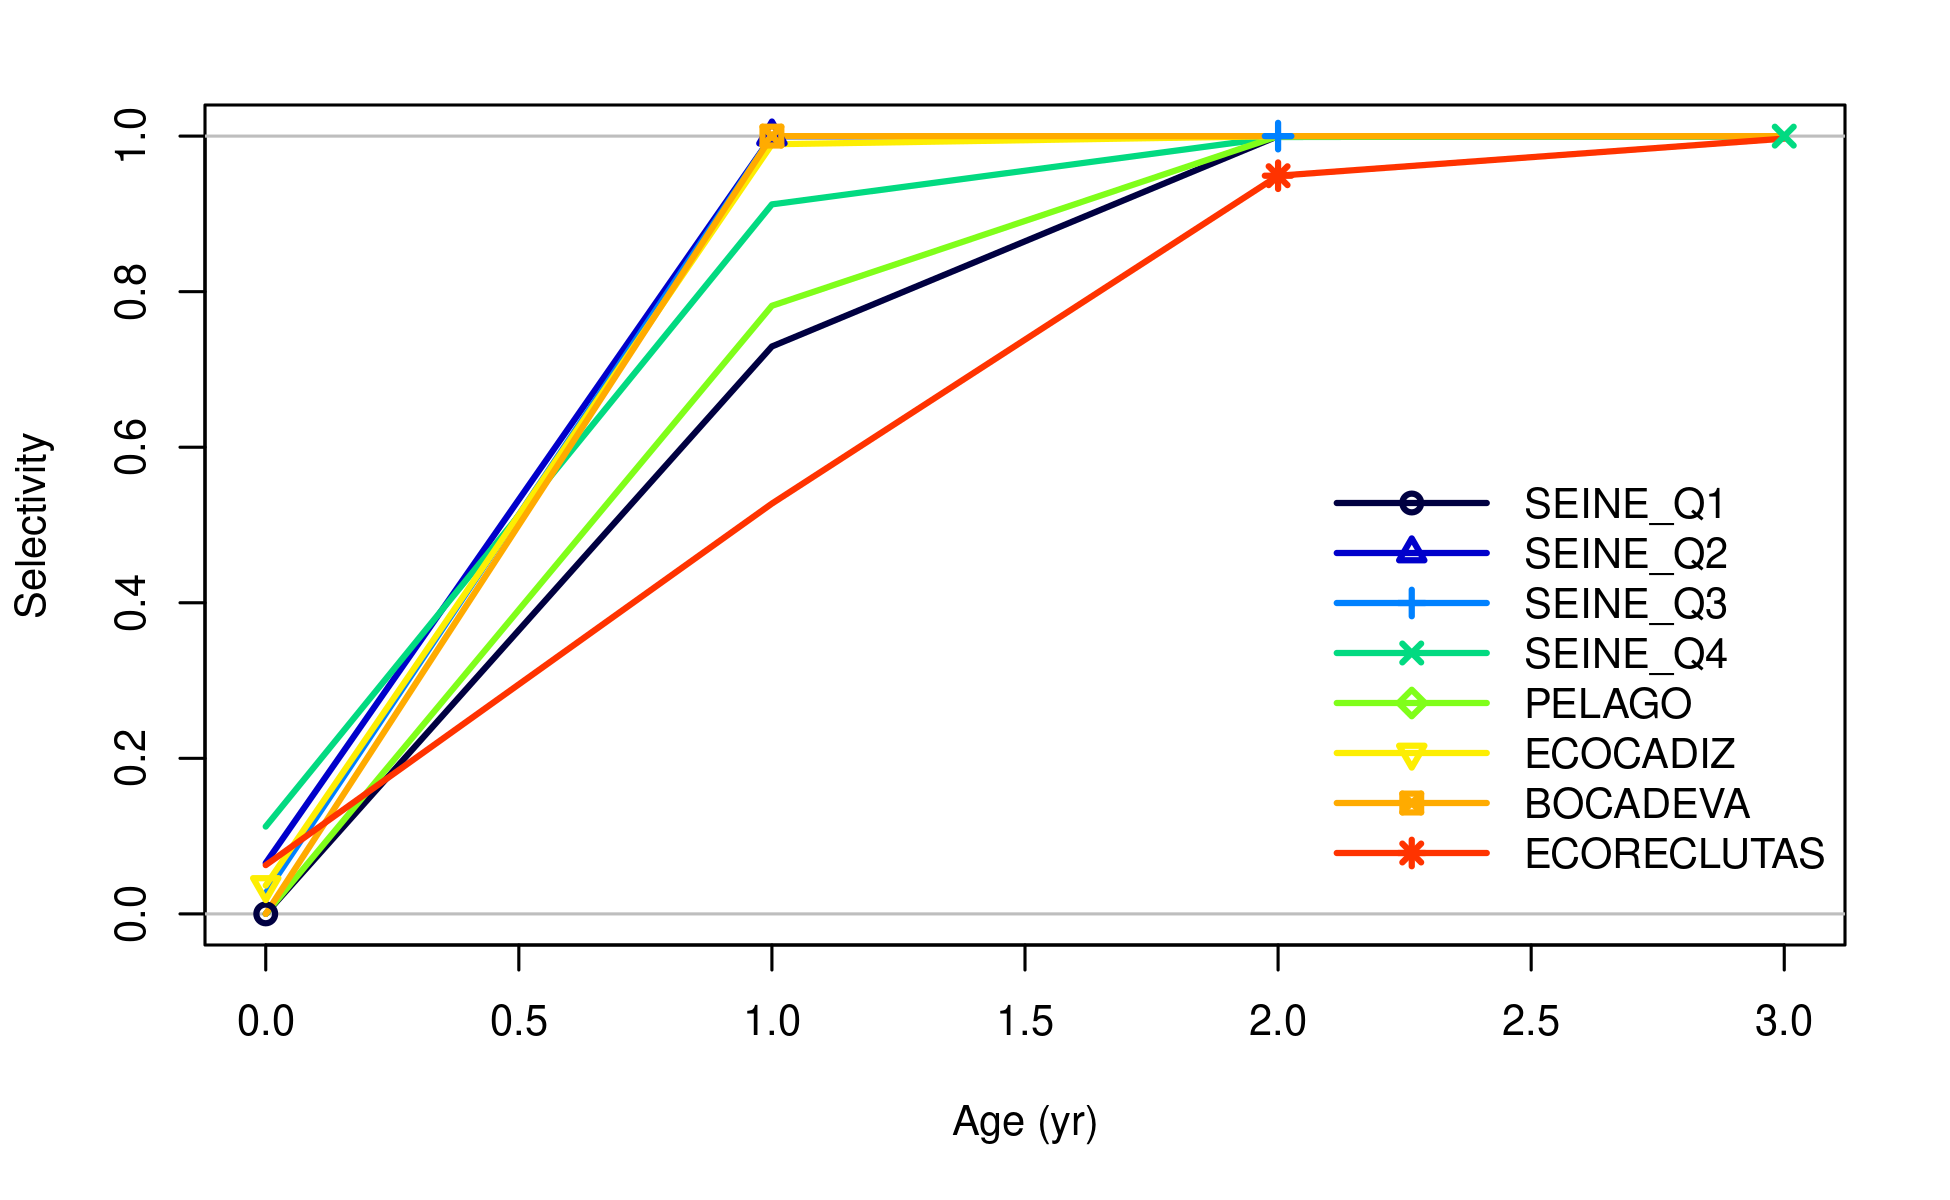 Selectivity
1.0
0.8
0.6
0.4
0.2
0.0
0.0 0.5 1.0 1.5 2.0 2.5 3.0
Age (yr)
SEINE_Q1
SEINE_Q2
SEINE_Q3
SEINE_Q4
PELAGO
ECOCADIZ
BOCADEVA
ECORECLUTAS